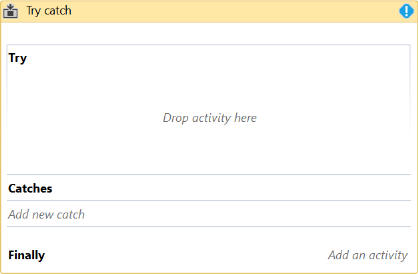 Try catch
Try
Drop activity here
Catches
Add new catch
Finally Add an activity